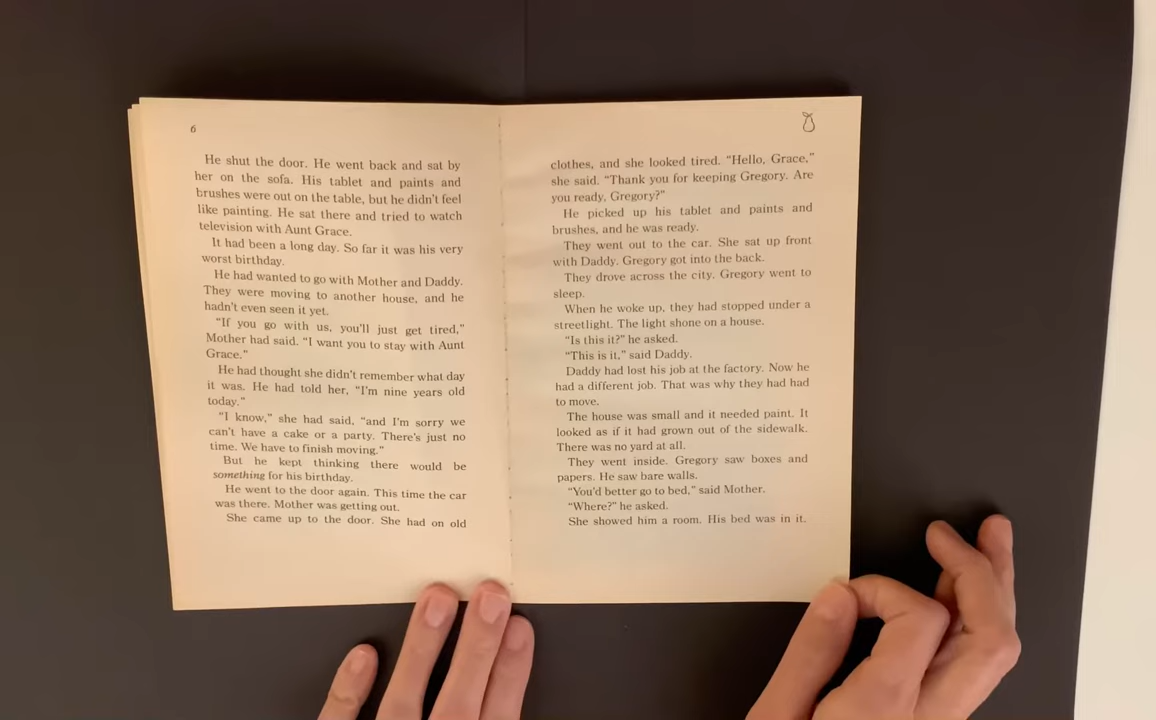 6
He shut the door. He went back and sat by
her on the sofa. His tablet and paints and
brushes were out on the table, but he didn't feel
like painting. He sat there and tried to watch
television with Aunt Grace.
It had been a long day. So far it was his very
worst birthday.
He had wanted to go with Mother and Daddy.
They were moving to another house, and he
hadn't even seen it yet.
“If you go with us, you'll just get tired,”
Mother had said. “I want you to stay with Aunt
Grace.”
He had thought she didn't remember what day
it was. He had told her, “I'm nine years old
today.”
“I know,” she had said, “and I'm sorry we
can't have a cake or a party. There's just no
time. We have to finish moving.”
But he kept thinking there would be
something for his birthday.
He went to the door again. This time the car
was there. Mother was getting out.
She came up to the door. She had on old
clothes, and she looked tired. “Hello, Grace,”
she said. “Thank you for keeping Gregory. Are
you ready, Gregory?”
He picked up his tablet and paints and
brushes, and he was ready.
They went out to the car. She sat up front
with Daddy. Gregory got into the back.
They drove across the city. Gregory went to
sleep.
When he woke up, they had stopped under a
streetlight. The light shone on a house.
“Is this it?” he asked.
“This is it,” said Daddy.
Daddy had lost his job at the factory. Now he
had a different job. That was why they had had
to move.
The house was small and it needed paint. It
looked as if it had grown out of the sidewalk.
There was no yard at all.
They went inside. Gregory saw boxes and
papers. He saw bare walls.
“You'd better go to bed,” said Mother.
“Where?” he asked.
She showed him a room. His bed was in it.